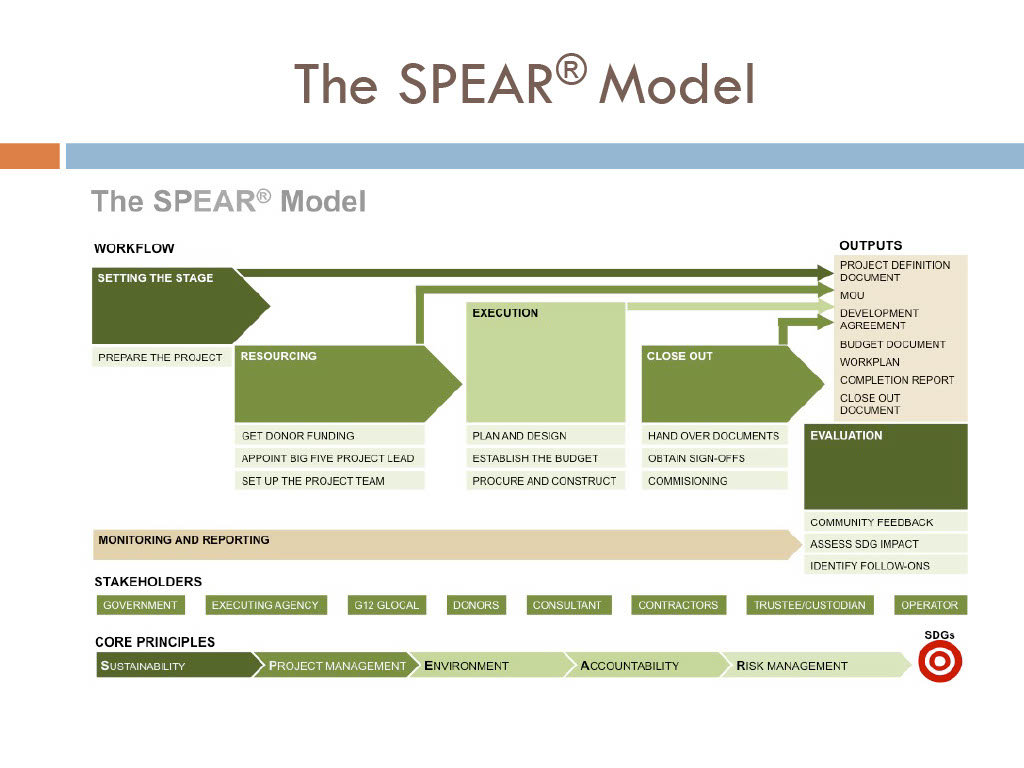 The SPEAR® Model
The SPEAR® Model
WORKFLOW
OUTPUTS
SETTING THE STAGE
PREPARE THE PROJECT
RESOURCING
GET DONOR FUNDING
APPOINT BIG FIVE PROJECT LEAD
SET UP THE PROJECT TEAM
EXECUTION
PLAN AND DESIGN
ESTABLISH THE BUDGET
PROCURE AND CONSTRUCT
CLOSE OUT
HAND OVER DOCUMENTS
OBTAIN SIGN-OFFS
COMMISIONING
PROJECT DEFINITION
DOCUMENT
MOU
DEVELOPMENT
AGREEMENT
BUDGET DOCUMENT
WORKPLAN
COMPLETION REPORT
CLOSE OUT
DOCUMENT
EVALUATION
COMMUNITY FEEDBACK
ASSESS SDG IMPACT
IDENTIFY FOLLOW-ONS
MONITORING AND REPORTING
STAKEHOLDERS
GOVERNMENT
EXECUTING AGENCY
G12 GLOCAL
DONORS
CONSULTANT
CONTRACTORS
TRUSTEE/CUSTODIAN
OPERATOR
CORE PRINCIPLES
SUSTAINABILITY
PROJECT MANAGEMENT
ENVIRONMENT
ACCOUNTABILITY
RISK MANAGEMENT
SDGs